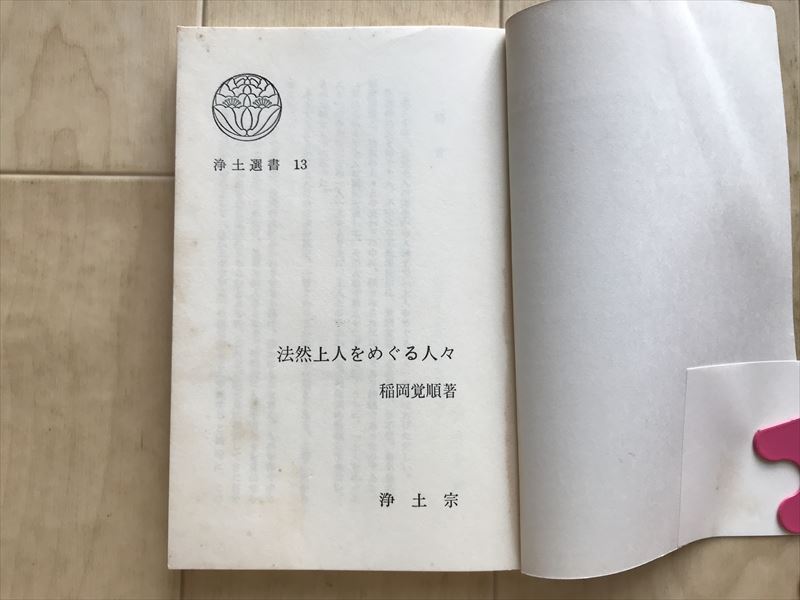 浄土選書 13
法然上人をめぐる人々
稲岡覚順著
浄土宗